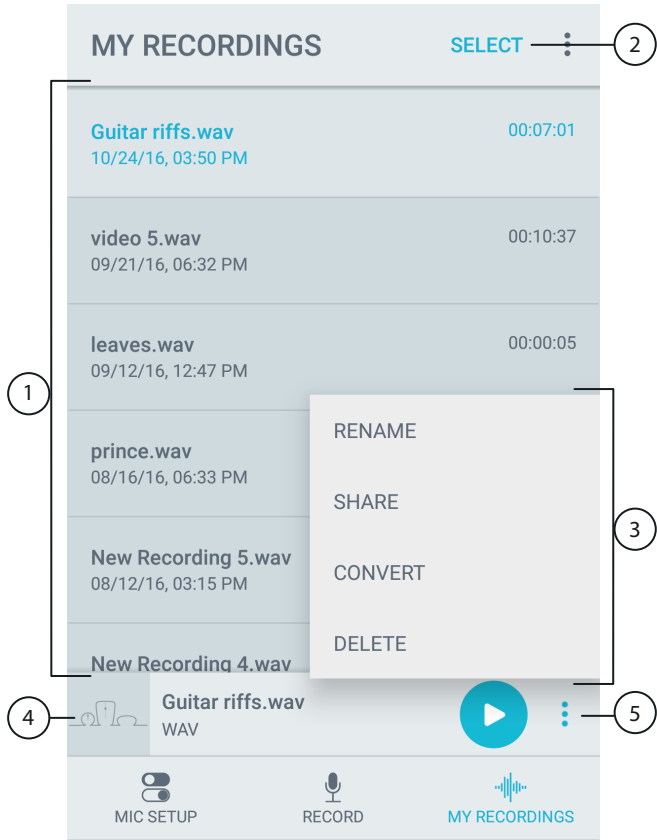 MY RECORDINGS
SELECT
2
Guitar riffs.wav
00:07:01
10/24/16, 03:50 PM
video 5.wav
00:10:37
09/21/16, 06:32 PM
leaves.wav
00:00:05
09/12/16, 12:47 PM
1
RENAME
prince.wav
08/16/16, 06:33 PM
SHARE
3
New Recording 5.wav
CONVERT
08/12/16, 03:15 PM
DELETE
New Recording 4.wav
4
Guitar riffs.wav
WAV
5
MIC SETUP
RECORD
MY RECORDINGS